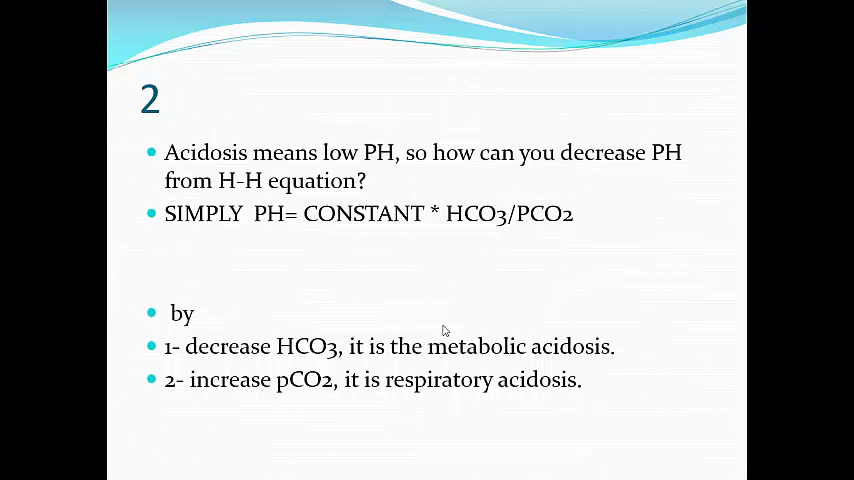 2
• Acidosis means low PH, so how can you decrease PH
from H-H equation?
• SIMPLY PH= CONSTANT * HCO3/PCO2
• by
• 1- decrease HCO3, it is the metabolic acidosis.
• 2- increase pCO2, it is respiratory acidosis.